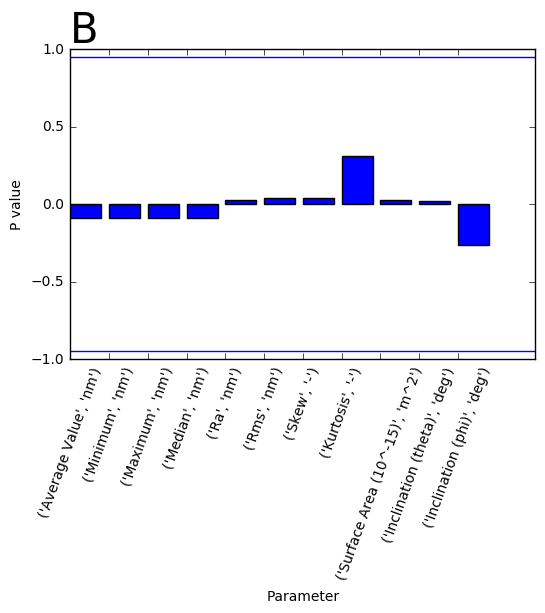 B
1.0
0.5
0.0
−0.5
−1.0
P value
('Average Value', 'nm')
('Minimum', 'nm')
('Maximum', 'nm')
('Median', 'nm')
('Ra', 'nm')
('Rms', 'nm')
('Skew', '-')
('Kurtosis', '-')
('Surface Area (10^-15)', 'm^2')
('Inclination (theta)', 'deg')
('Inclination (phi)', 'deg')
Parameter